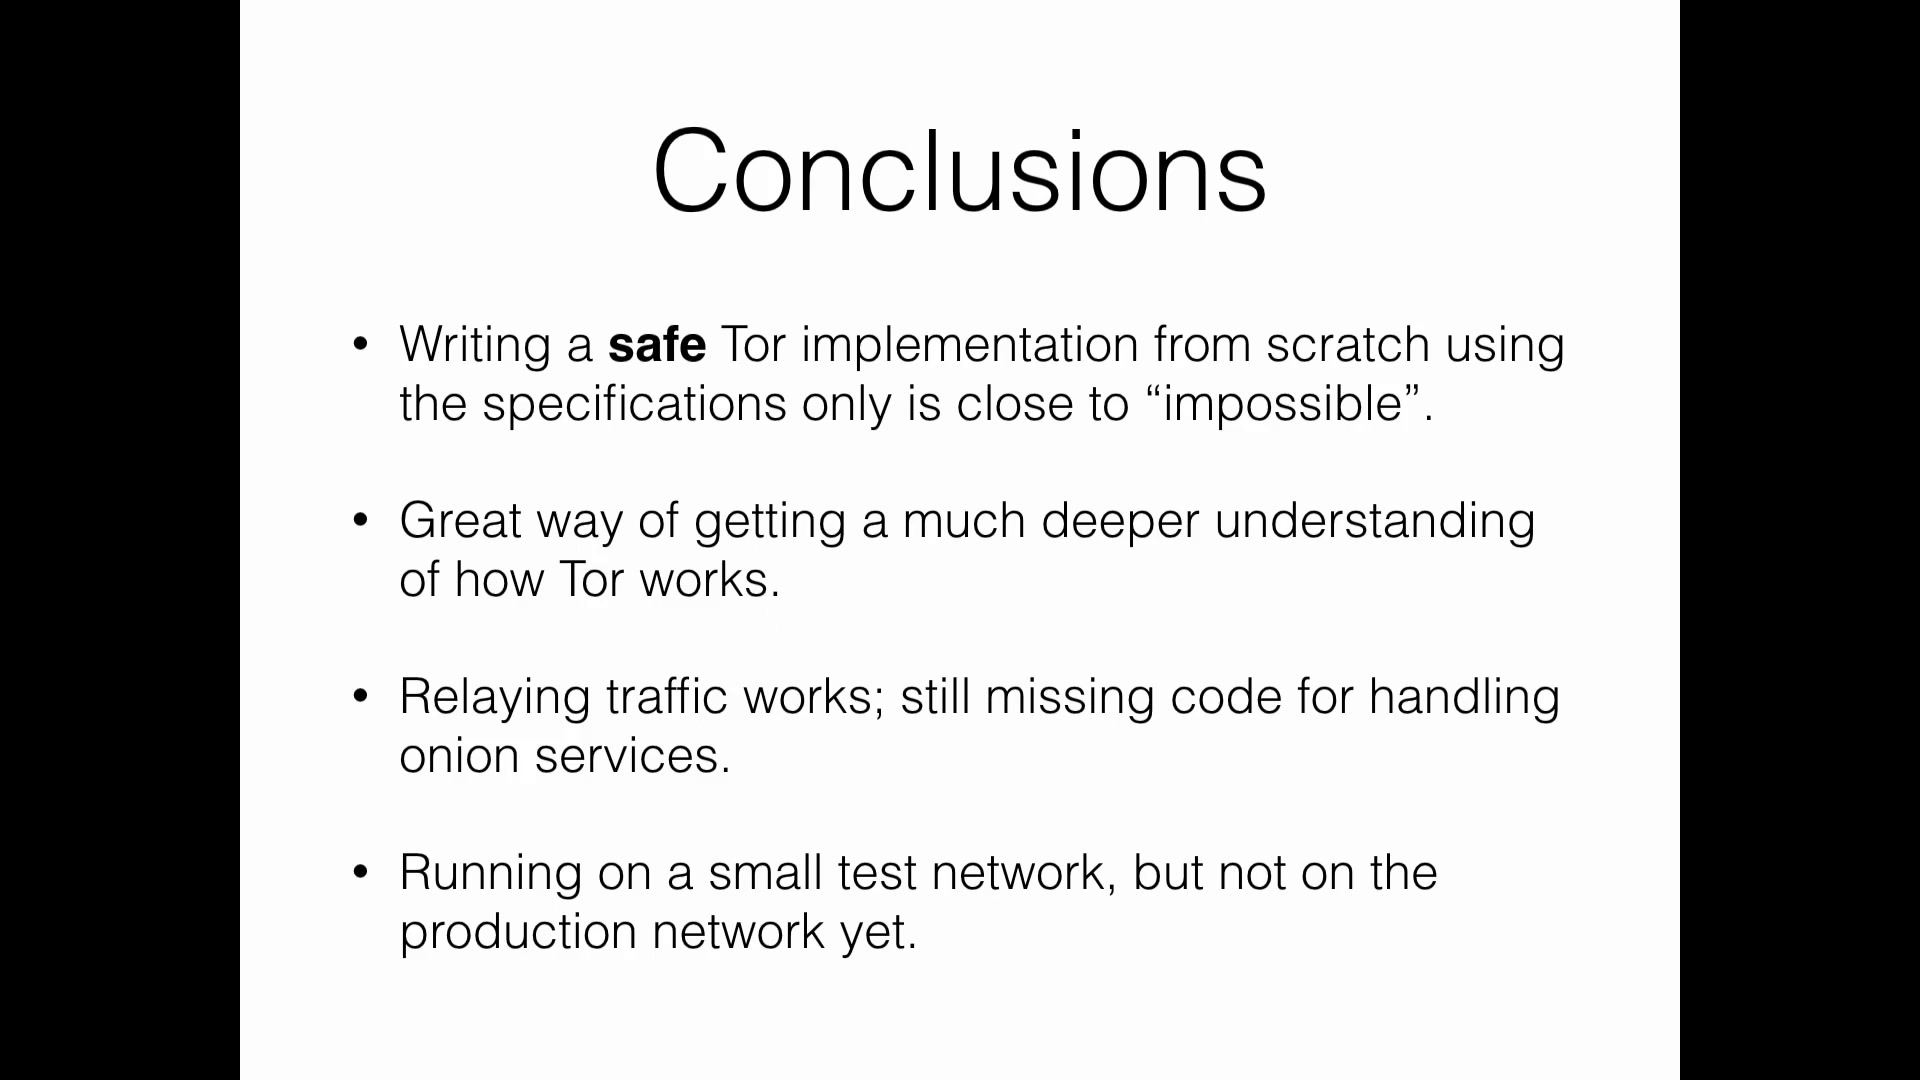 Conclusions
• Writing a safe Tor implementation from scratch using
the specifications only is close to “impossible”.
• Great way of getting a much deeper understanding
of how Tor works.
• Relaying traffic works; still missing code for handling
onion services.
• Running on a small test network, but not on the
production network yet.